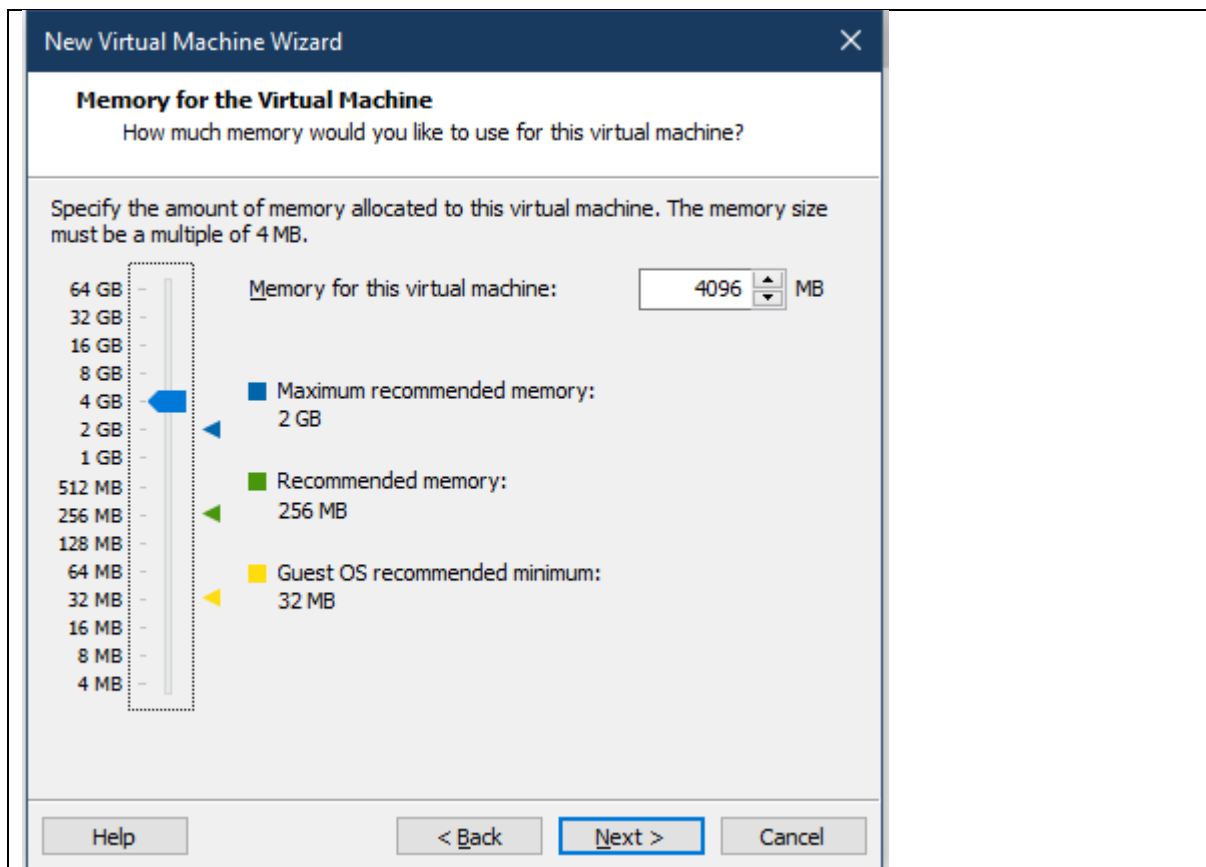 New Virtual Machine Wizard
Memory for the Virtual Machine
How much memory would you like to use for this virtual machine?
Specify the amount of memory allocated to this virtual machine. The memory size
must be a multiple of 4 MB.
64 GB
32 GB
16 GB
8 GB
4 GB
2 GB
1 GB
512 MB
256 MB
128 MB
64 MB
32 MB
16 MB
8 MB
4 MB
Memory for this virtual machine: 4096 MB
Maximum recommended memory:
2 GB
Recommended memory:
256 MB
Guest OS recommended minimum:
32 MB
Help < Back Next > Cancel